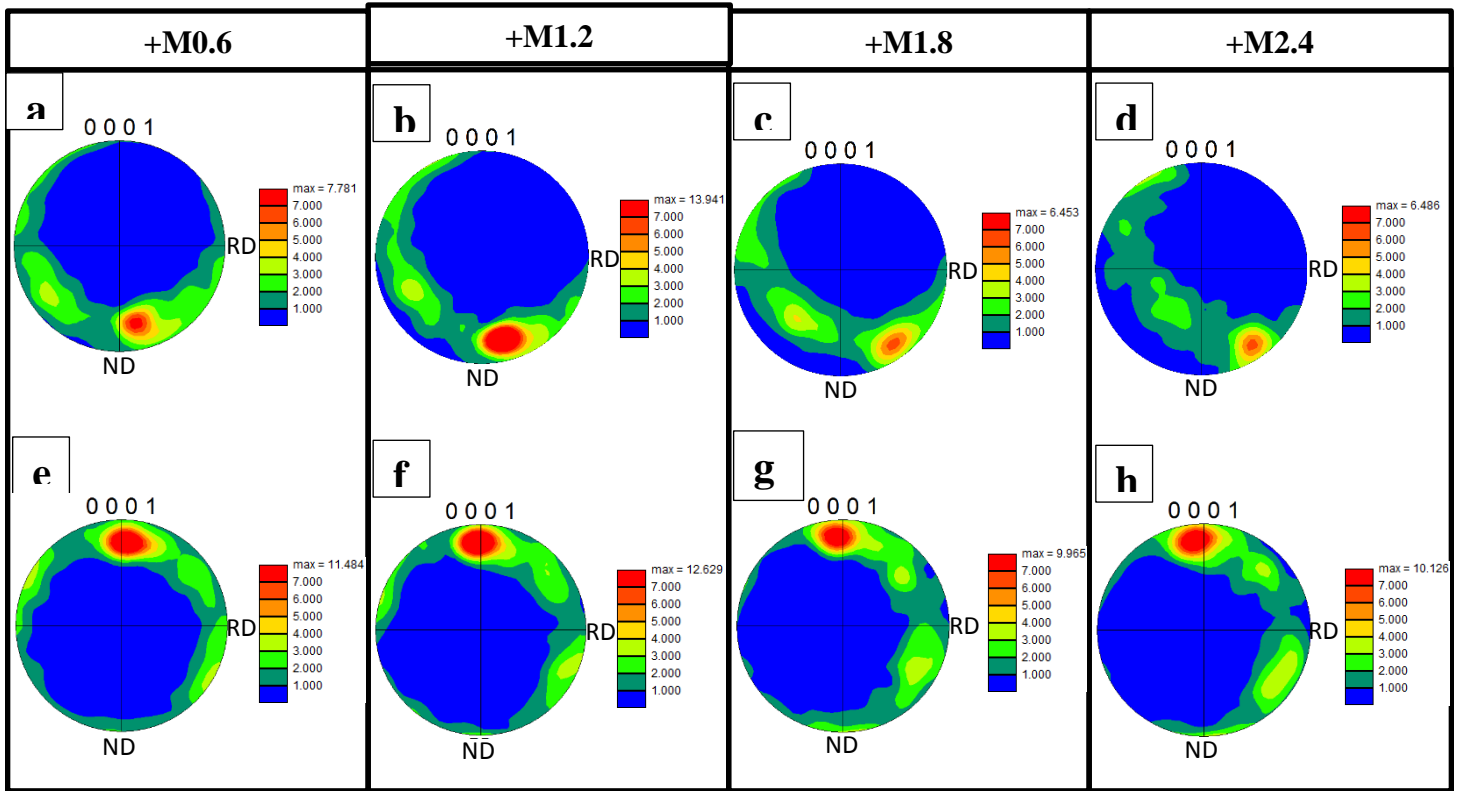 +M0.6
+M1.2
+M1.8
+M2.4
a
0 0 0 1
RD
ND
max = 7.781
7.000
6.000
5.000
4.000
3.000
2.000
1.000
b
0 0 0 1
RD
ND
max = 13.941
7.000
6.000
5.000
4.000
3.000
2.000
1.000
c
0 0 0 1
RD
ND
max = 6.453
7.000
6.000
5.000
4.000
3.000
2.000
1.000
d
0 0 0 1
RD
ND
max = 6.486
7.000
6.000
5.000
4.000
3.000
2.000
1.000
e
0 0 0 1
RD
ND
max = 11.484
7.000
6.000
5.000
4.000
3.000
2.000
1.000
f
0 0 0 1
RD
ND
max = 12.629
7.000
6.000
5.000
4.000
3.000
2.000
1.000
g
0 0 0 1
RD
ND
max = 9.965
7.000
6.000
5.000
4.000
3.000
2.000
1.000
h
0 0 0 1
RD
ND
max = 10.126
7.000
6.000
5.000
4.000
3.000
2.000
1.000